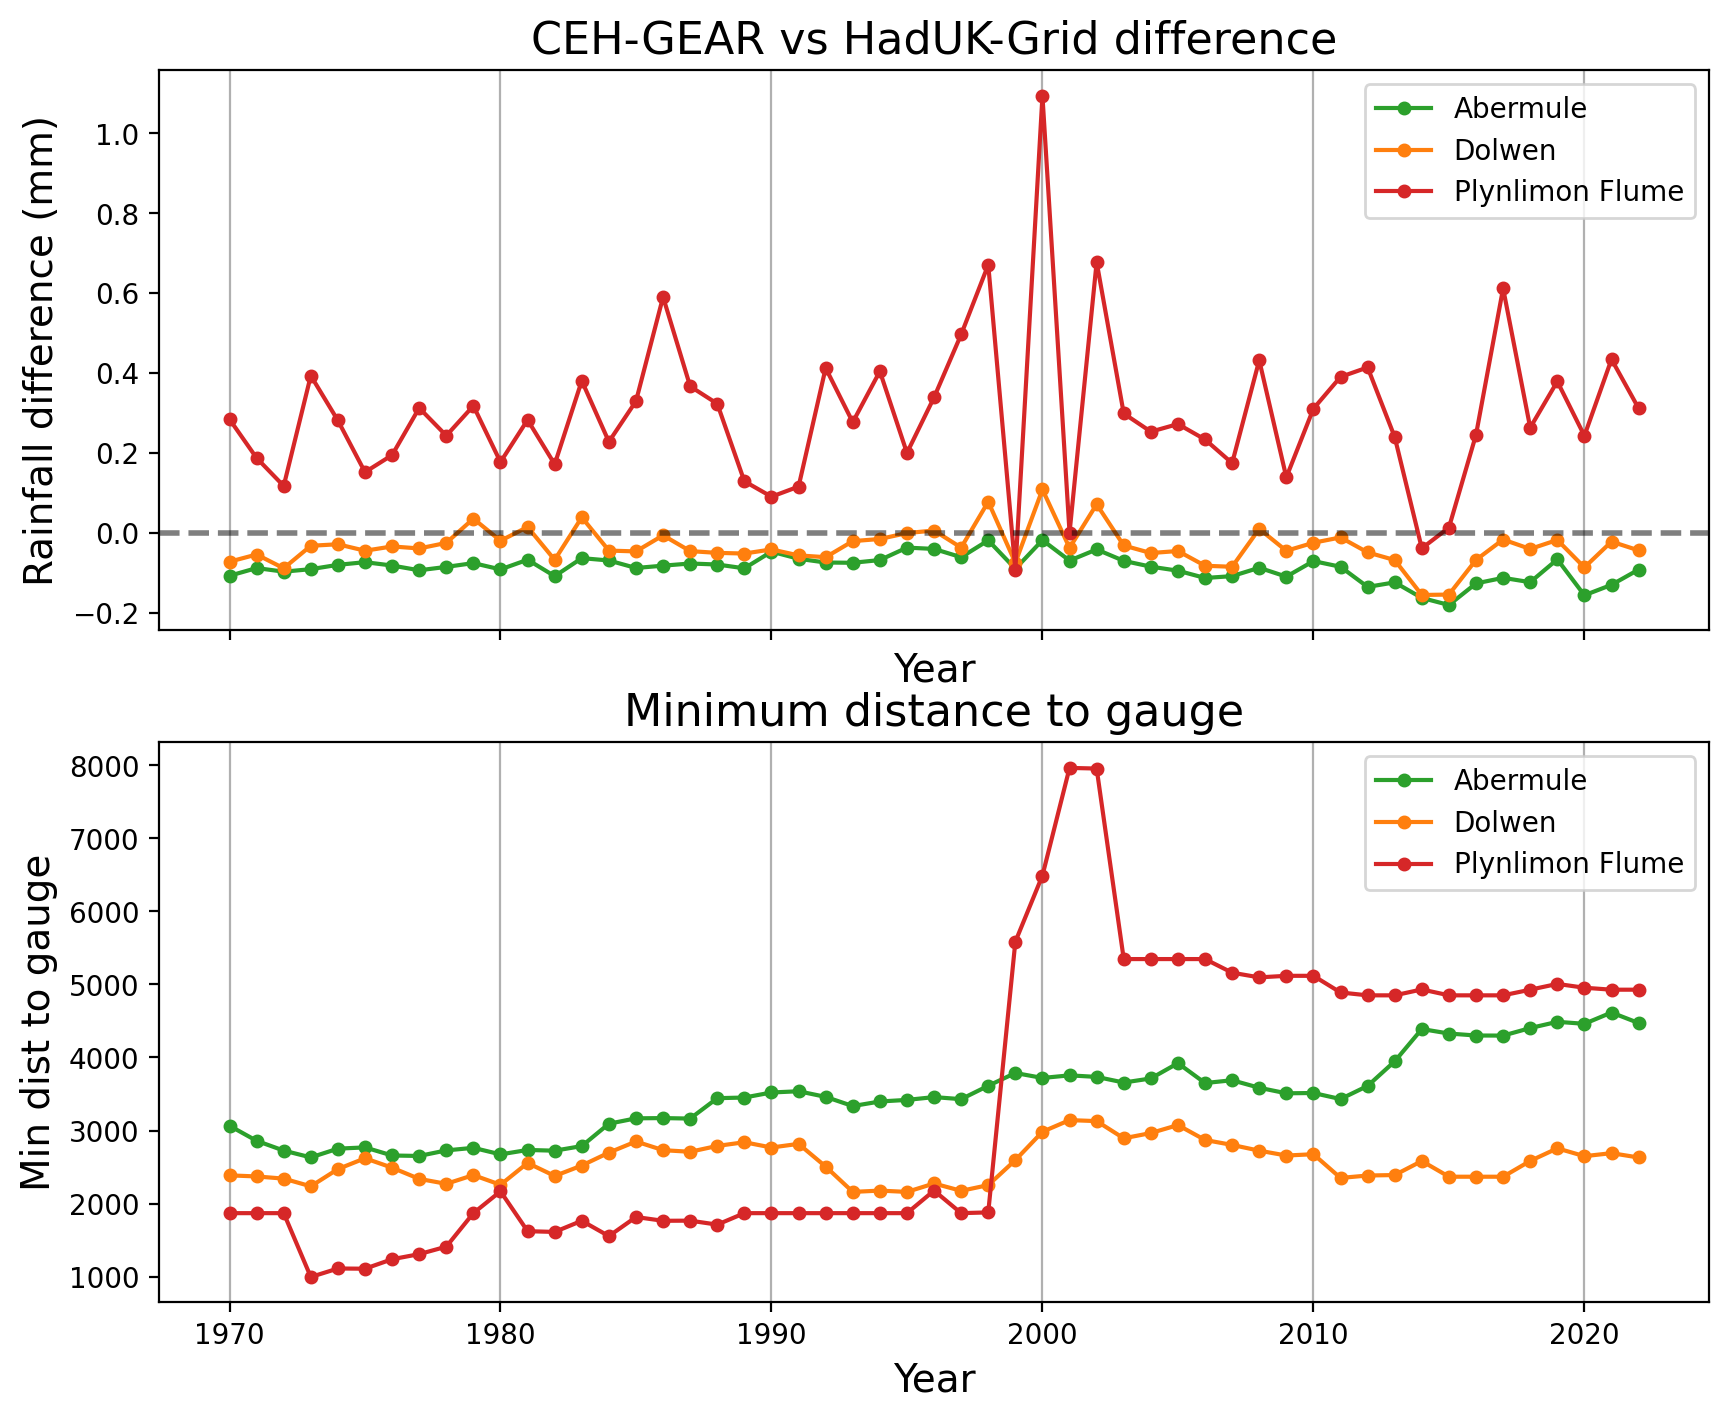 CEH-GEAR vs HadUK-Grid difference
Rainfall difference (mm)
1.0
0.8
0.6
0.4
0.2
0.0
−0.2
Abermule
Dolwen
Plynlimon Flume
Year
Minimum distance to gauge
Min dist to gauge
8000
7000
6000
5000
4000
3000
2000
1000
Abermule
Dolwen
Plynlimon Flume
1970 1980 1990 2000 2010 2020
Year